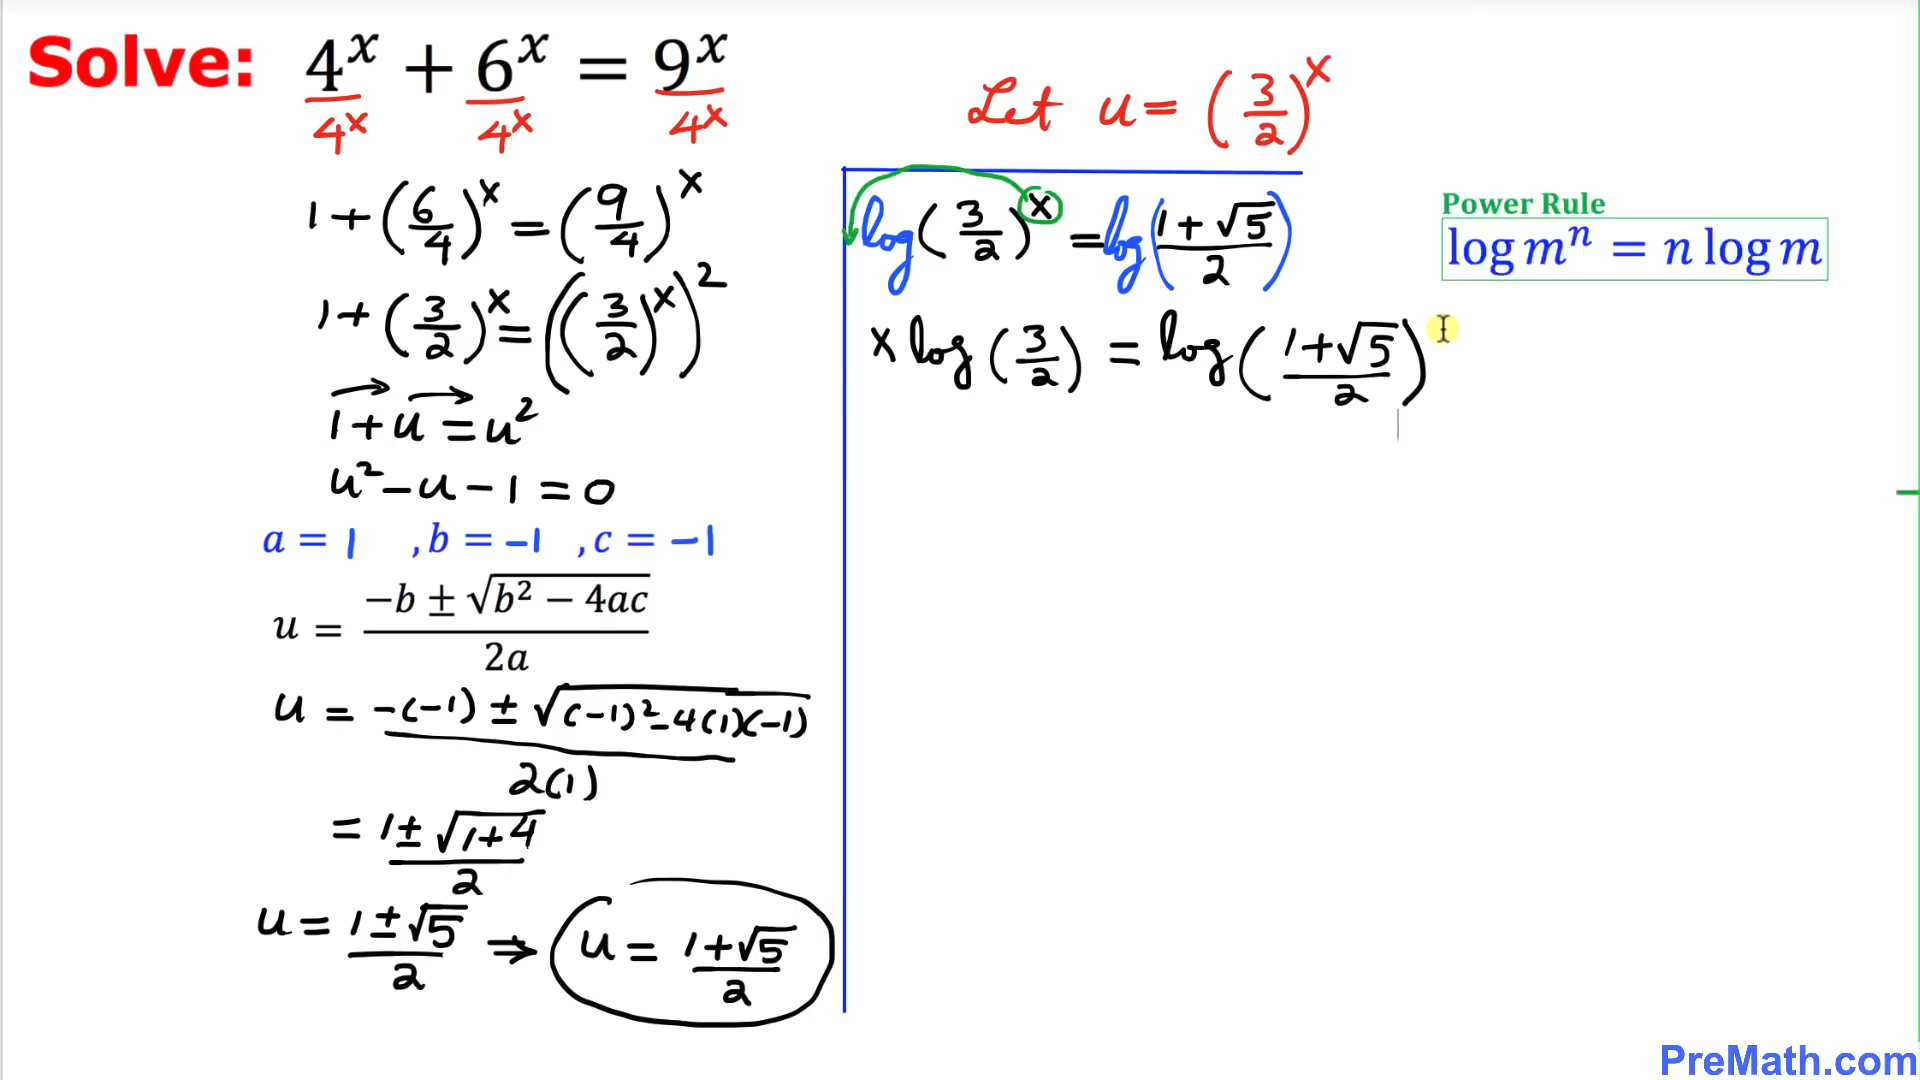 Solve: 4^x + 6^x = 9^x
4^x 4^x 4^x
Let u = (3/2)^x
1 + (6/4)^x = (9/4)^x
1 + (3/2)^x = ((3/2)^x)^2
1 + u = u^2
u^2 - u - 1 = 0
a = 1 , b = -1 , c = -1
u = (-b ± √(b^2 - 4ac))/2a
u = (-(-1) ± √((-1)^2 - 4(1)(-1)))/2(1)
= (1 ± √(1+4))/2
u = (1 ± √5)/2 ⇒ u = (1 + √5)/2
log(3/2)^x = log((1 + √5)/2)
x log(3/2) = log((1 + √5)/2)
Power Rule
log m^n = n log m
PreMath.com